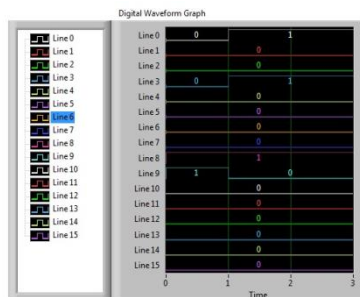 Digital Waveform Graph
Line 0
Line 1
Line 2
Line 3
Line 4
Line 5
Line 6
Line 7
Line 8
Line 9
Line 10
Line 11
Line 12
Line 13
Line 14
Line 15
Line 0 0 1
Line 1 0
Line 2 0
Line 3 0 1
Line 4 0
Line 5 0
Line 6 0
Line 7 0
Line 8 1
Line 9 1 0
Line 10 0
Line 11 0
Line 12 0
Line 13 0
Line 14 0
Line 15 0
0 1 2 3
Time